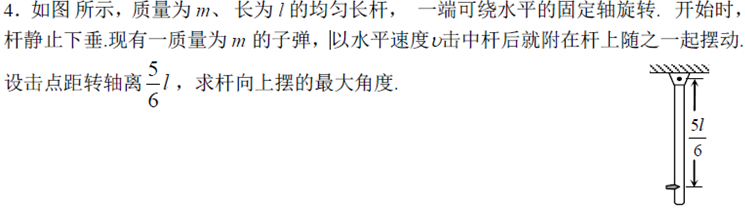 4．如图 所示，质量为 m、 长为 l 的均匀长杆， 一端可绕水平的固定轴旋转. 开始时，
杆静止下垂.现有一质量为 m 的子弹，以水平速度υ击中杆后就附在杆上随之一起摆动.
设击点距转轴离 5/6 l ，求杆向上摆的最大角度.
5l/6